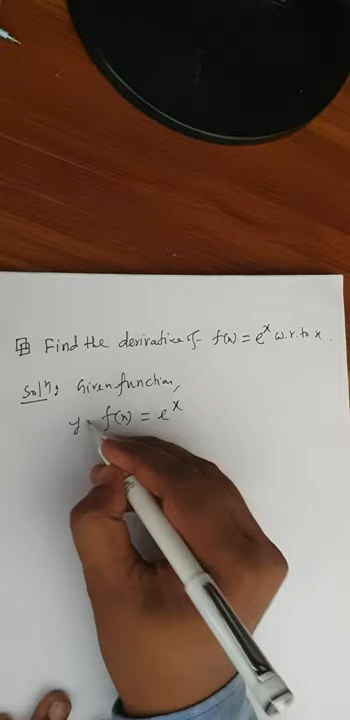 Find the derivative of f(x) = e^x w.r.to x.
Solⁿ, Given function,
y f(x) = e^x